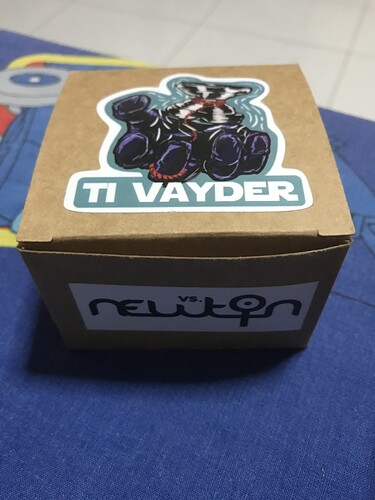 TI VAYDER
vs.
newton